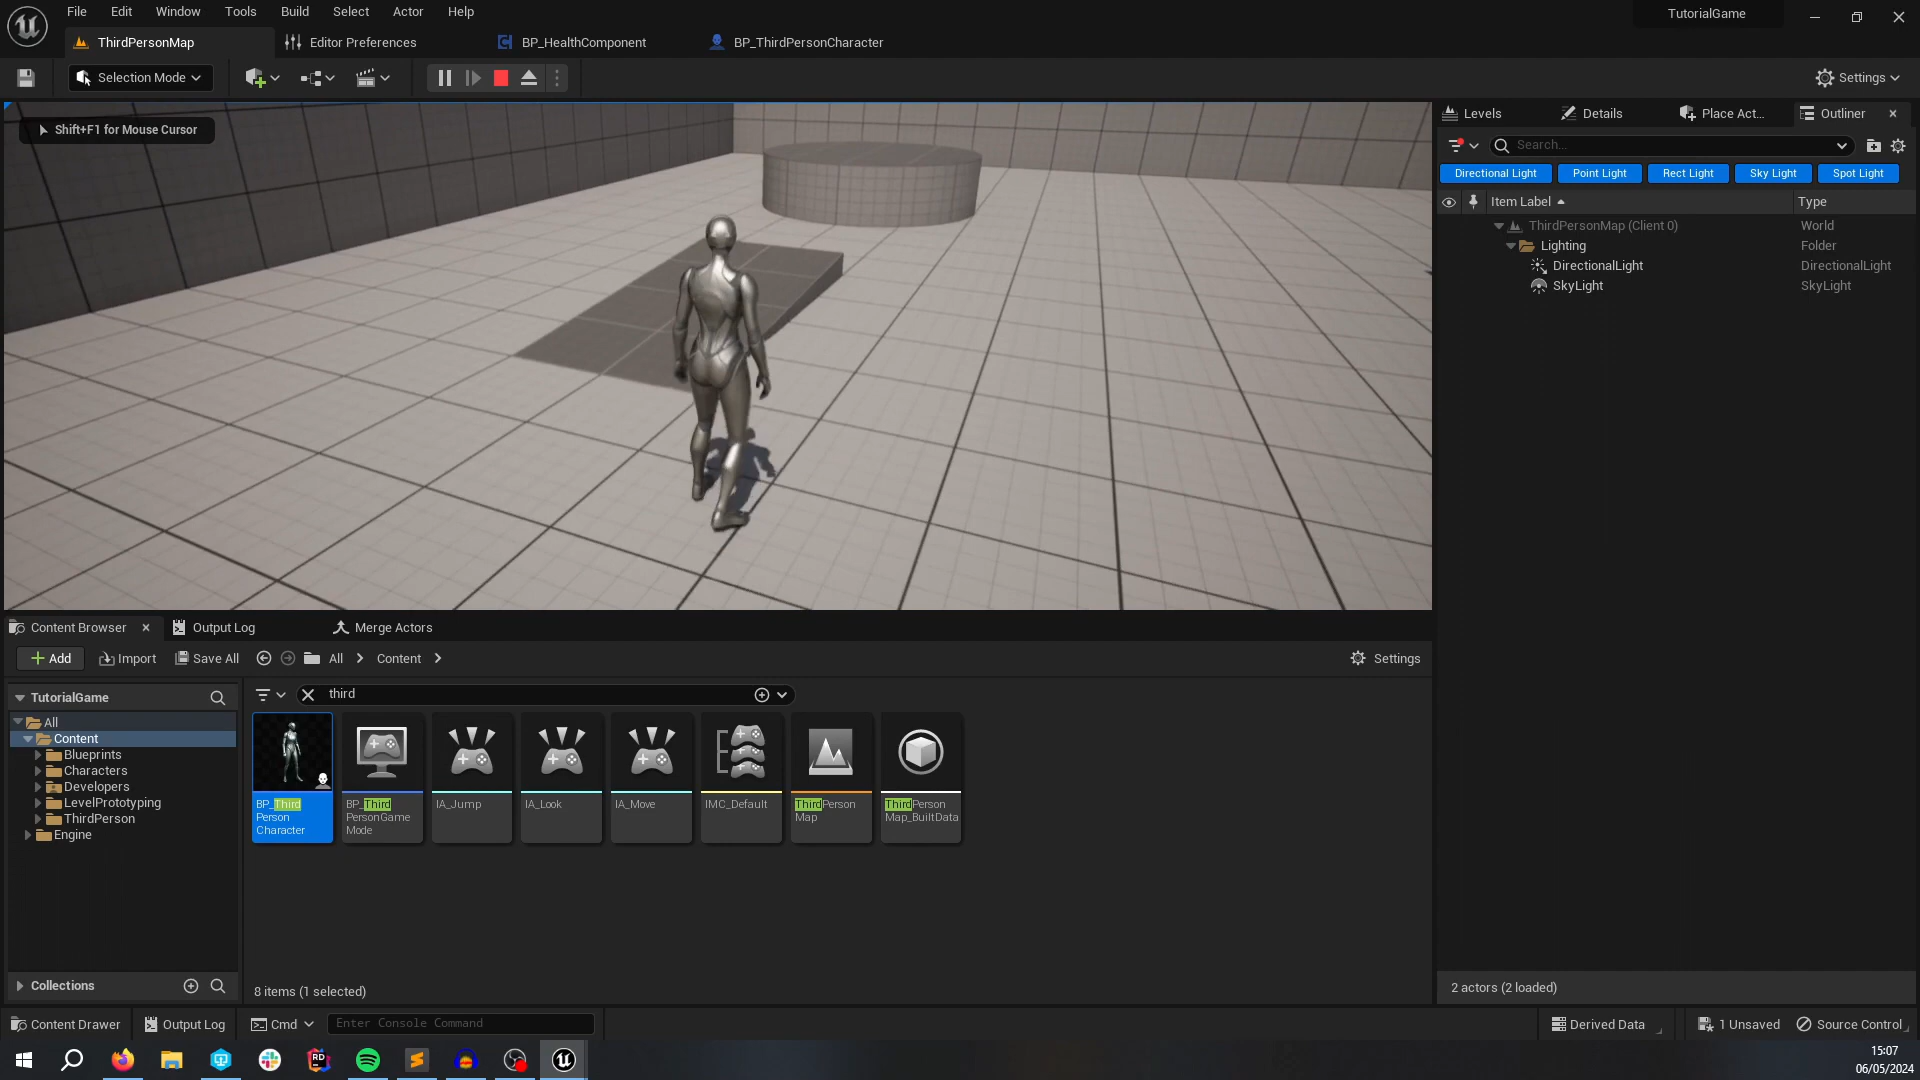 File Edit Window Tools Build Select Actor Help
TutorialGame
ThirdPersonMap
Editor Preferences
BP_HealthComponent
BP_ThirdPersonCharacter
Selection Mode
Settings
Shift+F1 for Mouse Cursor
Levels
Details
Place Act...
Outliner
Search...
Directional Light
Point Light
Rect Light
Sky Light
Spot Light
Item Label
Type
ThirdPersonMap (Client 0)
World
Lighting
Folder
DirectionalLight
DirectionalLight
SkyLight
SkyLight
2 actors (2 loaded)
Content Browser
Output Log
Merge Actors
Add
Import
Save All
All
Content
Settings
TutorialGame
All
Content
Blueprints
Characters
Developers
LevelPrototyping
ThirdPerson
Engine
Collections
third
BP_Third
Person
Character
BP_Third
PersonGame
Mode
IA_Jump
IA_Look
IA_Move
IMC_Default
ThirdPerson
Map
ThirdPerson
Map_BuiltData
8 items (1 selected)
Content Drawer
Output Log
Cmd
Enter Console Command
Derived Data
1 Unsaved
Source Control
RD
15:07
06/05/2024